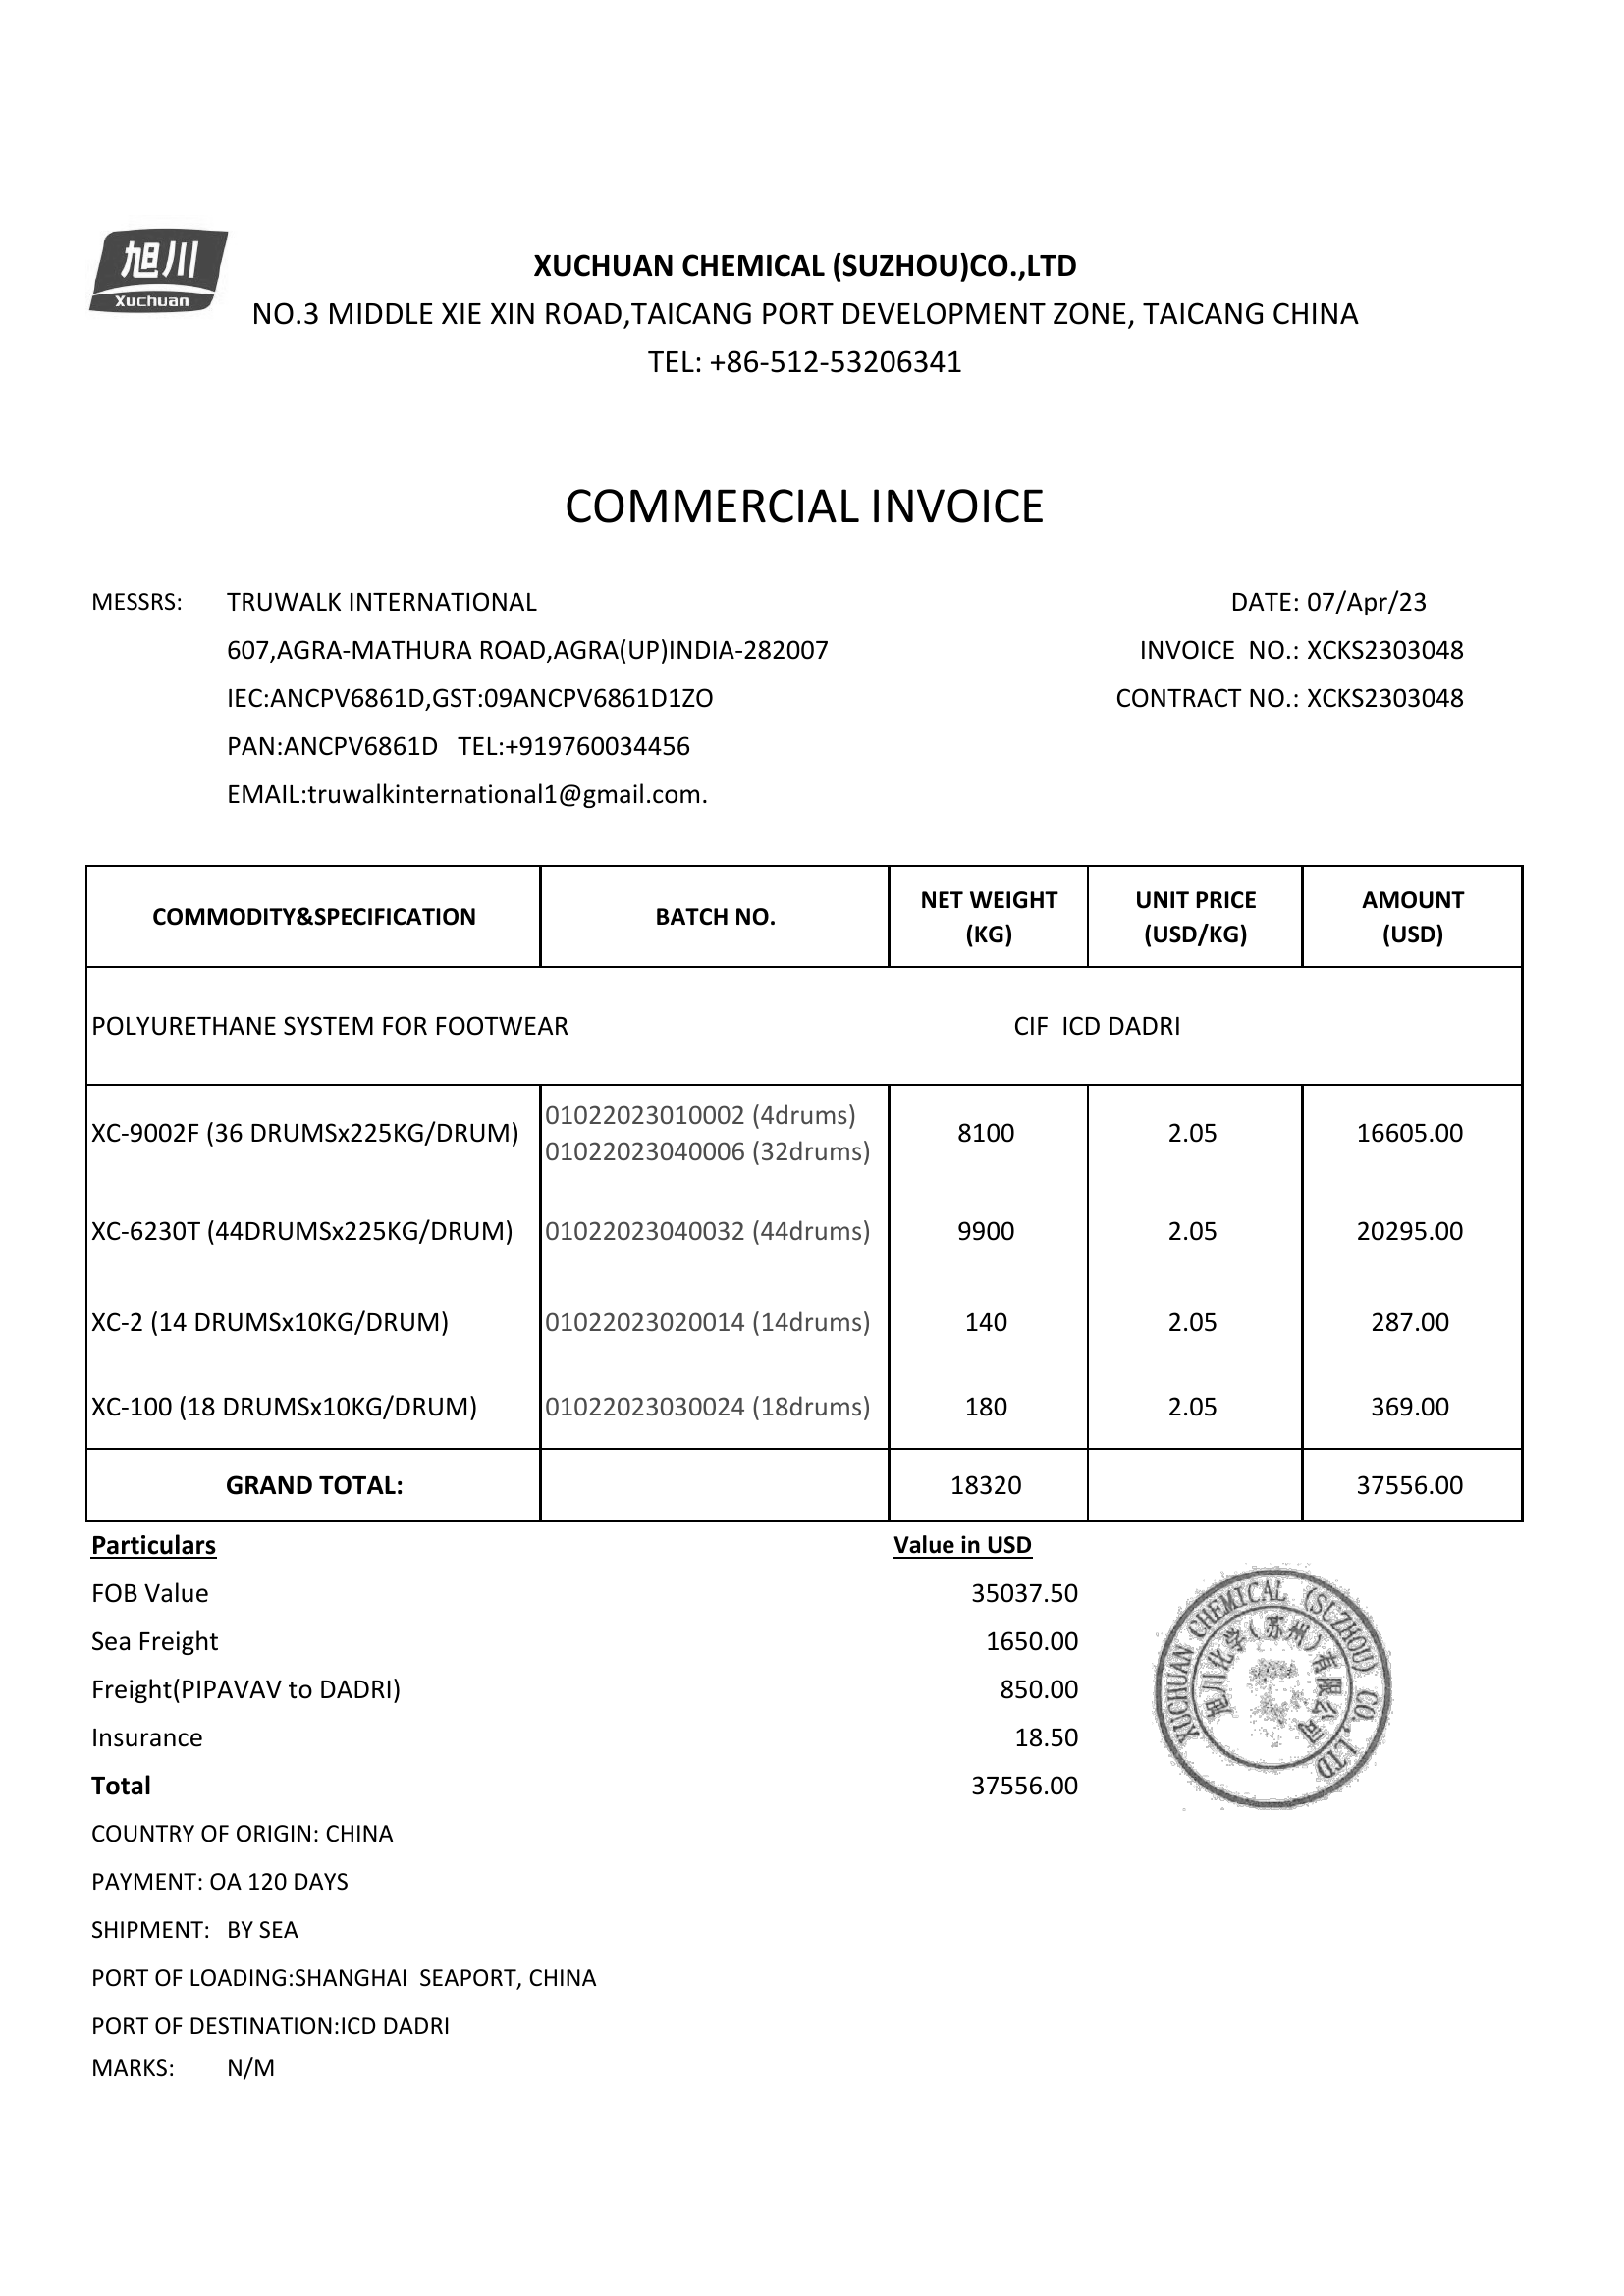 旭川
Xuchuan
XUCHUAN CHEMICAL (SUZHOU)CO.,LTD
NO.3 MIDDLE XIE XIN ROAD,TAICANG PORT DEVELOPMENT ZONE, TAICANG CHINA
TEL: +86-512-53206341
COMMERCIAL INVOICE
MESSRS: TRUWALK INTERNATIONAL DATE: 07/Apr/23
607,AGRA-MATHURA ROAD,AGRA(UP)INDIA-282007 INVOICE NO.: XCKS2303048
IEC:ANCPV6861D,GST:09ANCPV6861D1ZO CONTRACT NO.: XCKS2303048
PAN:ANCPV6861D TEL:+919760034456
EMAIL:truwalkinternational1@gmail.com.
COMMODITY&SPECIFICATION BATCH NO. NET WEIGHT (KG) UNIT PRICE (USD/KG) AMOUNT (USD)
POLYURETHANE SYSTEM FOR FOOTWEAR CIF ICD DADRI
XC-9002F (36 DRUMSx225KG/DRUM) 01022023010002 (4drums) 8100 2.05 16605.00
01022023040006 (32drums)
XC-6230T (44DRUMSx225KG/DRUM) 01022023040032 (44drums) 9900 2.05 20295.00
XC-2 (14 DRUMSx10KG/DRUM) 01022023020014 (14drums) 140 2.05 287.00
XC-100 (18 DRUMSx10KG/DRUM) 01022023030024 (18drums) 180 2.05 369.00
GRAND TOTAL: 18320 37556.00
Particulars Value in USD
FOB Value 35037.50
Sea Freight 1650.00
Freight(PIPAVAV to DADRI) 850.00
Insurance 18.50
Total 37556.00
XUCHUAN CHEMICAL (SUZHOU) CO.,LTD
旭川化学(苏州)有限公司
COUNTRY OF ORIGIN: CHINA
PAYMENT: OA 120 DAYS
SHIPMENT: BY SEA
PORT OF LOADING:SHANGHAI SEAPORT, CHINA
PORT OF DESTINATION:ICD DADRI
MARKS: N/M